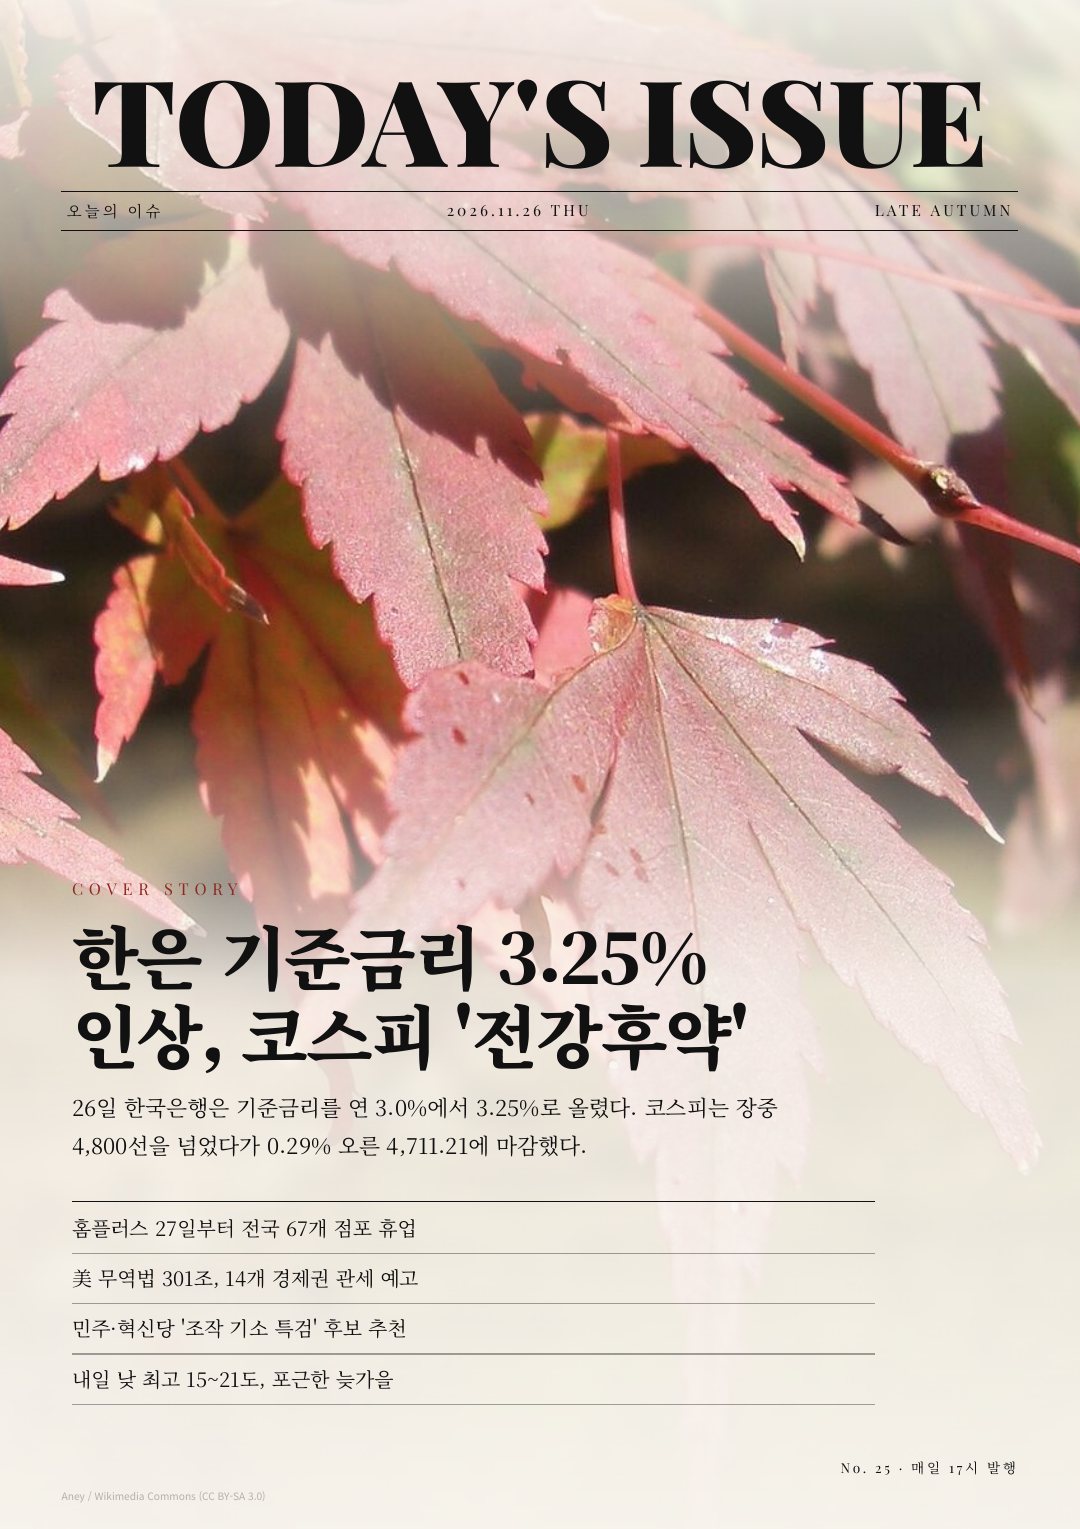 TODAY'S ISSUE
오늘의 이슈
2026.11.26 THU
LATE AUTUMN
COVER STORY
한은 기준금리 3.25%
인상, 코스피 '전강후약'
26일 한국은행은 기준금리를 연 3.0%에서 3.25%로 올렸다. 코스피는 장중
4,800선을 넘었다가 0.29% 오른 4,711.21에 마감했다.
홈플러스 27일부터 전국 67개 점포 휴업
美 무역법 301조, 14개 경제권 관세 예고
민주·혁신당 '조작 기소 특검' 후보 추천
내일 낮 최고 15~21도, 포근한 늦가을
No. 25 · 매일 17시 발행
Aney / Wikimedia Commons (CC BY-SA 3.0)